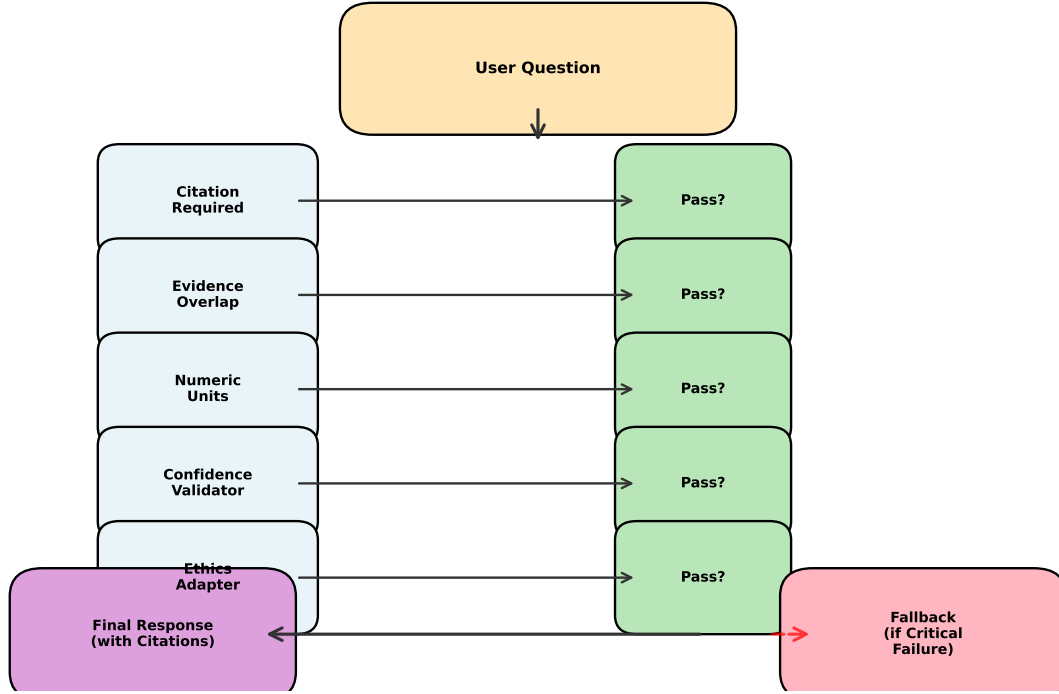 User Question
Citation
Required
Pass?
Evidence
Overlap
Pass?
Numeric
Units
Pass?
Confidence
Validator
Pass?
Ethics
Adapter
Pass?
Final Response
(with Citations)
Fallback
(if Critical
Failure)